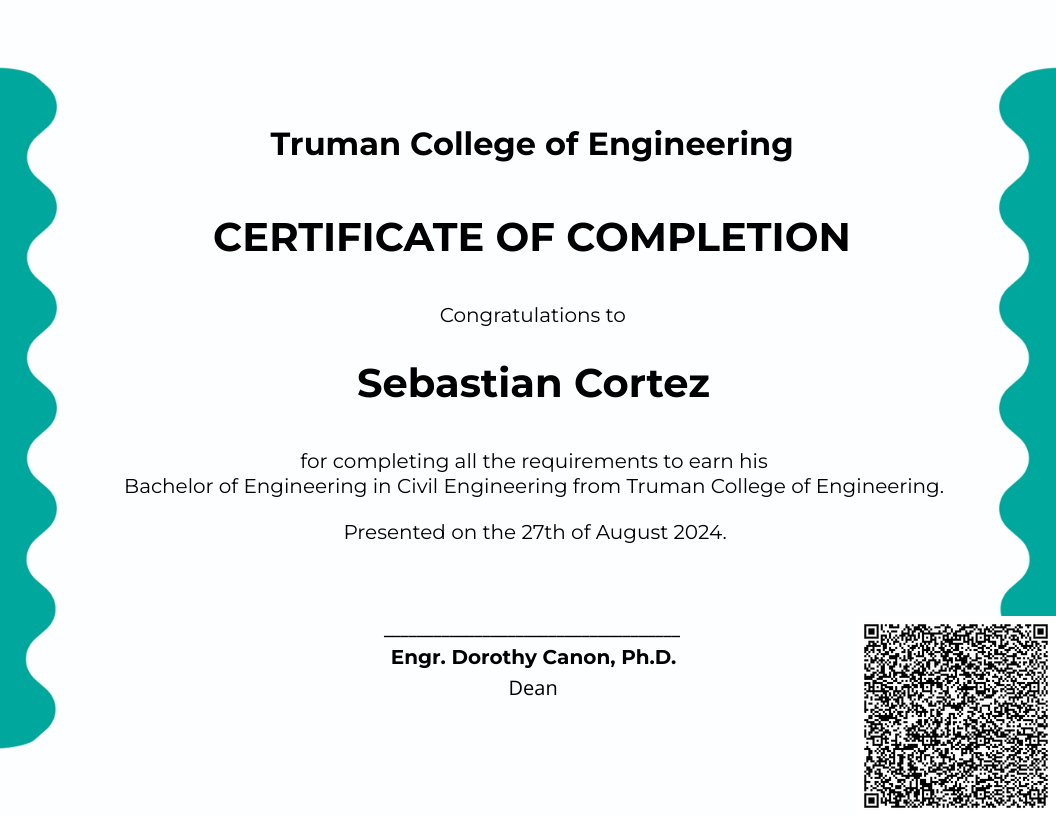 Truman College of Engineering
CERTIFICATE OF COMPLETION
Congratulations to
Sebastian Cortez
for completing all the requirements to earn his
Bachelor of Engineering in Civil Engineering from Truman College of Engineering.
Presented on the 27th of August 2024.
Engr. Dorothy Canon, Ph.D.
Dean